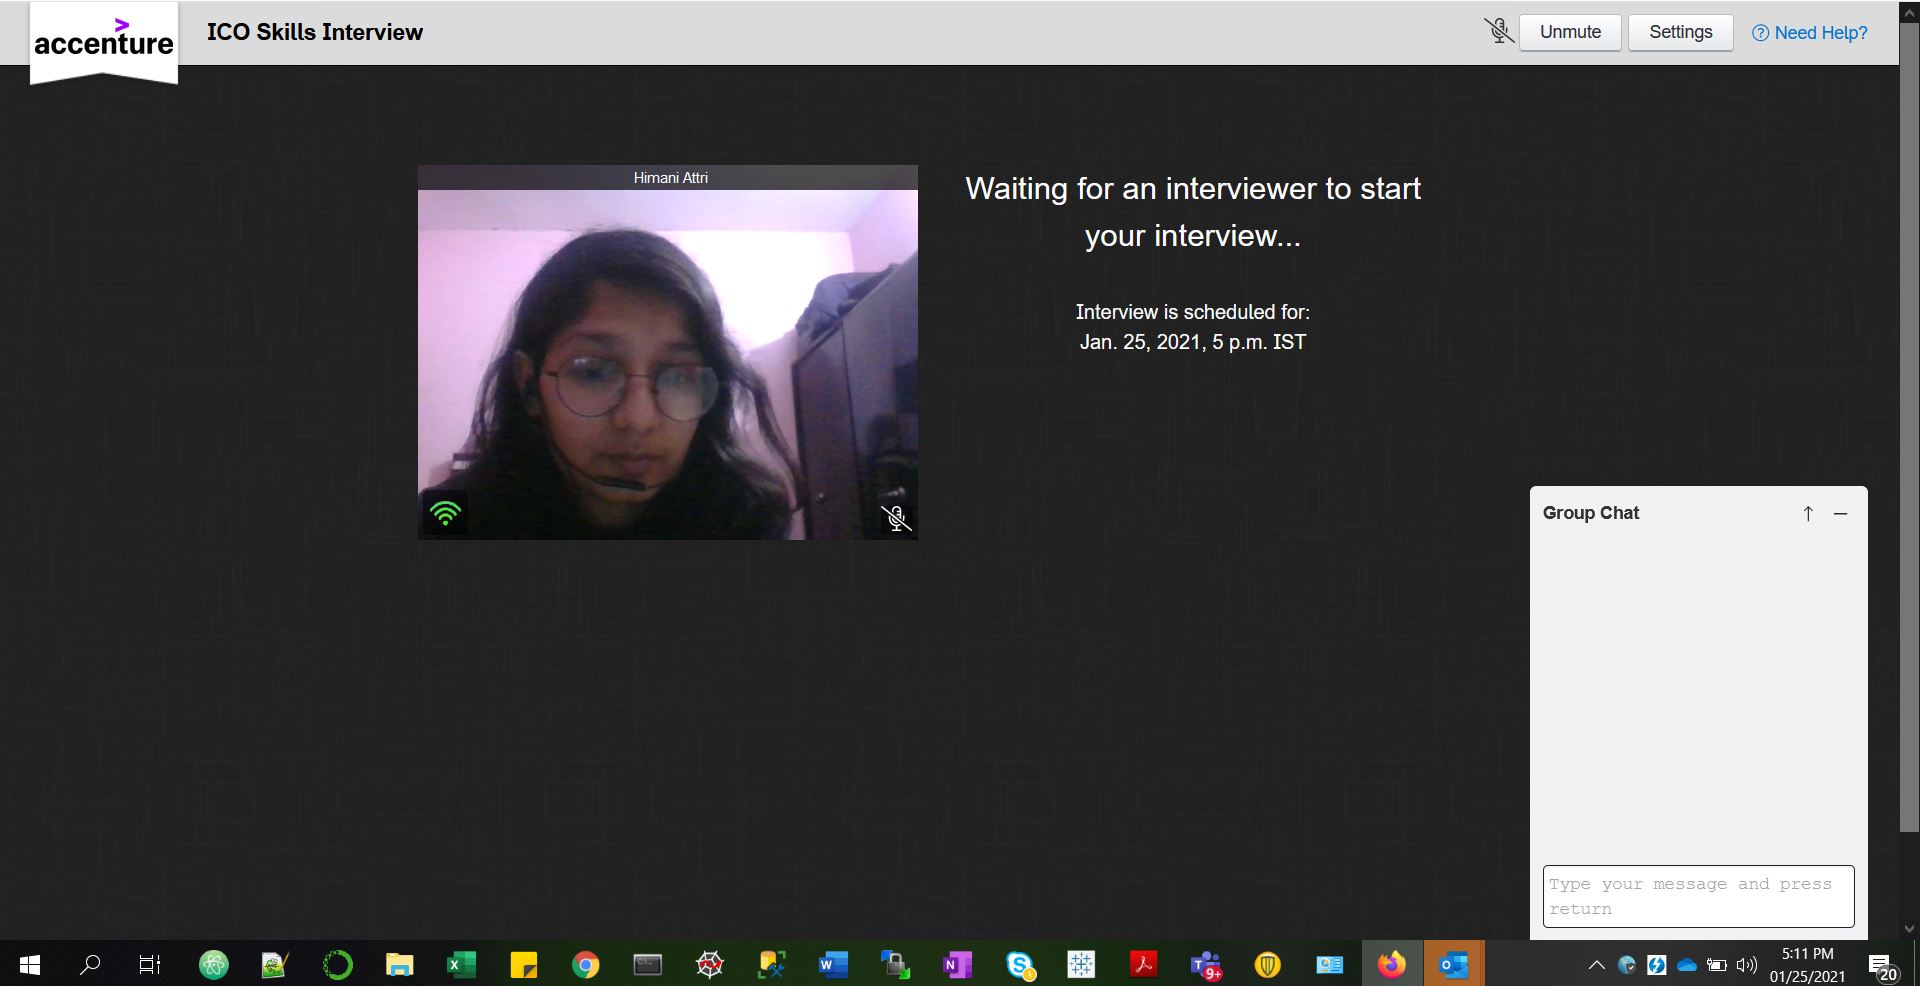 accenture
ICO Skills Interview
Unmute
Settings
Need Help?
Himani Attri
Waiting for an interviewer to start
your interview...
Interview is scheduled for:
Jan. 25, 2021, 5 p.m. IST
Group Chat
Type your message and press
return
9+
5:11 PM
01/25/2021
20